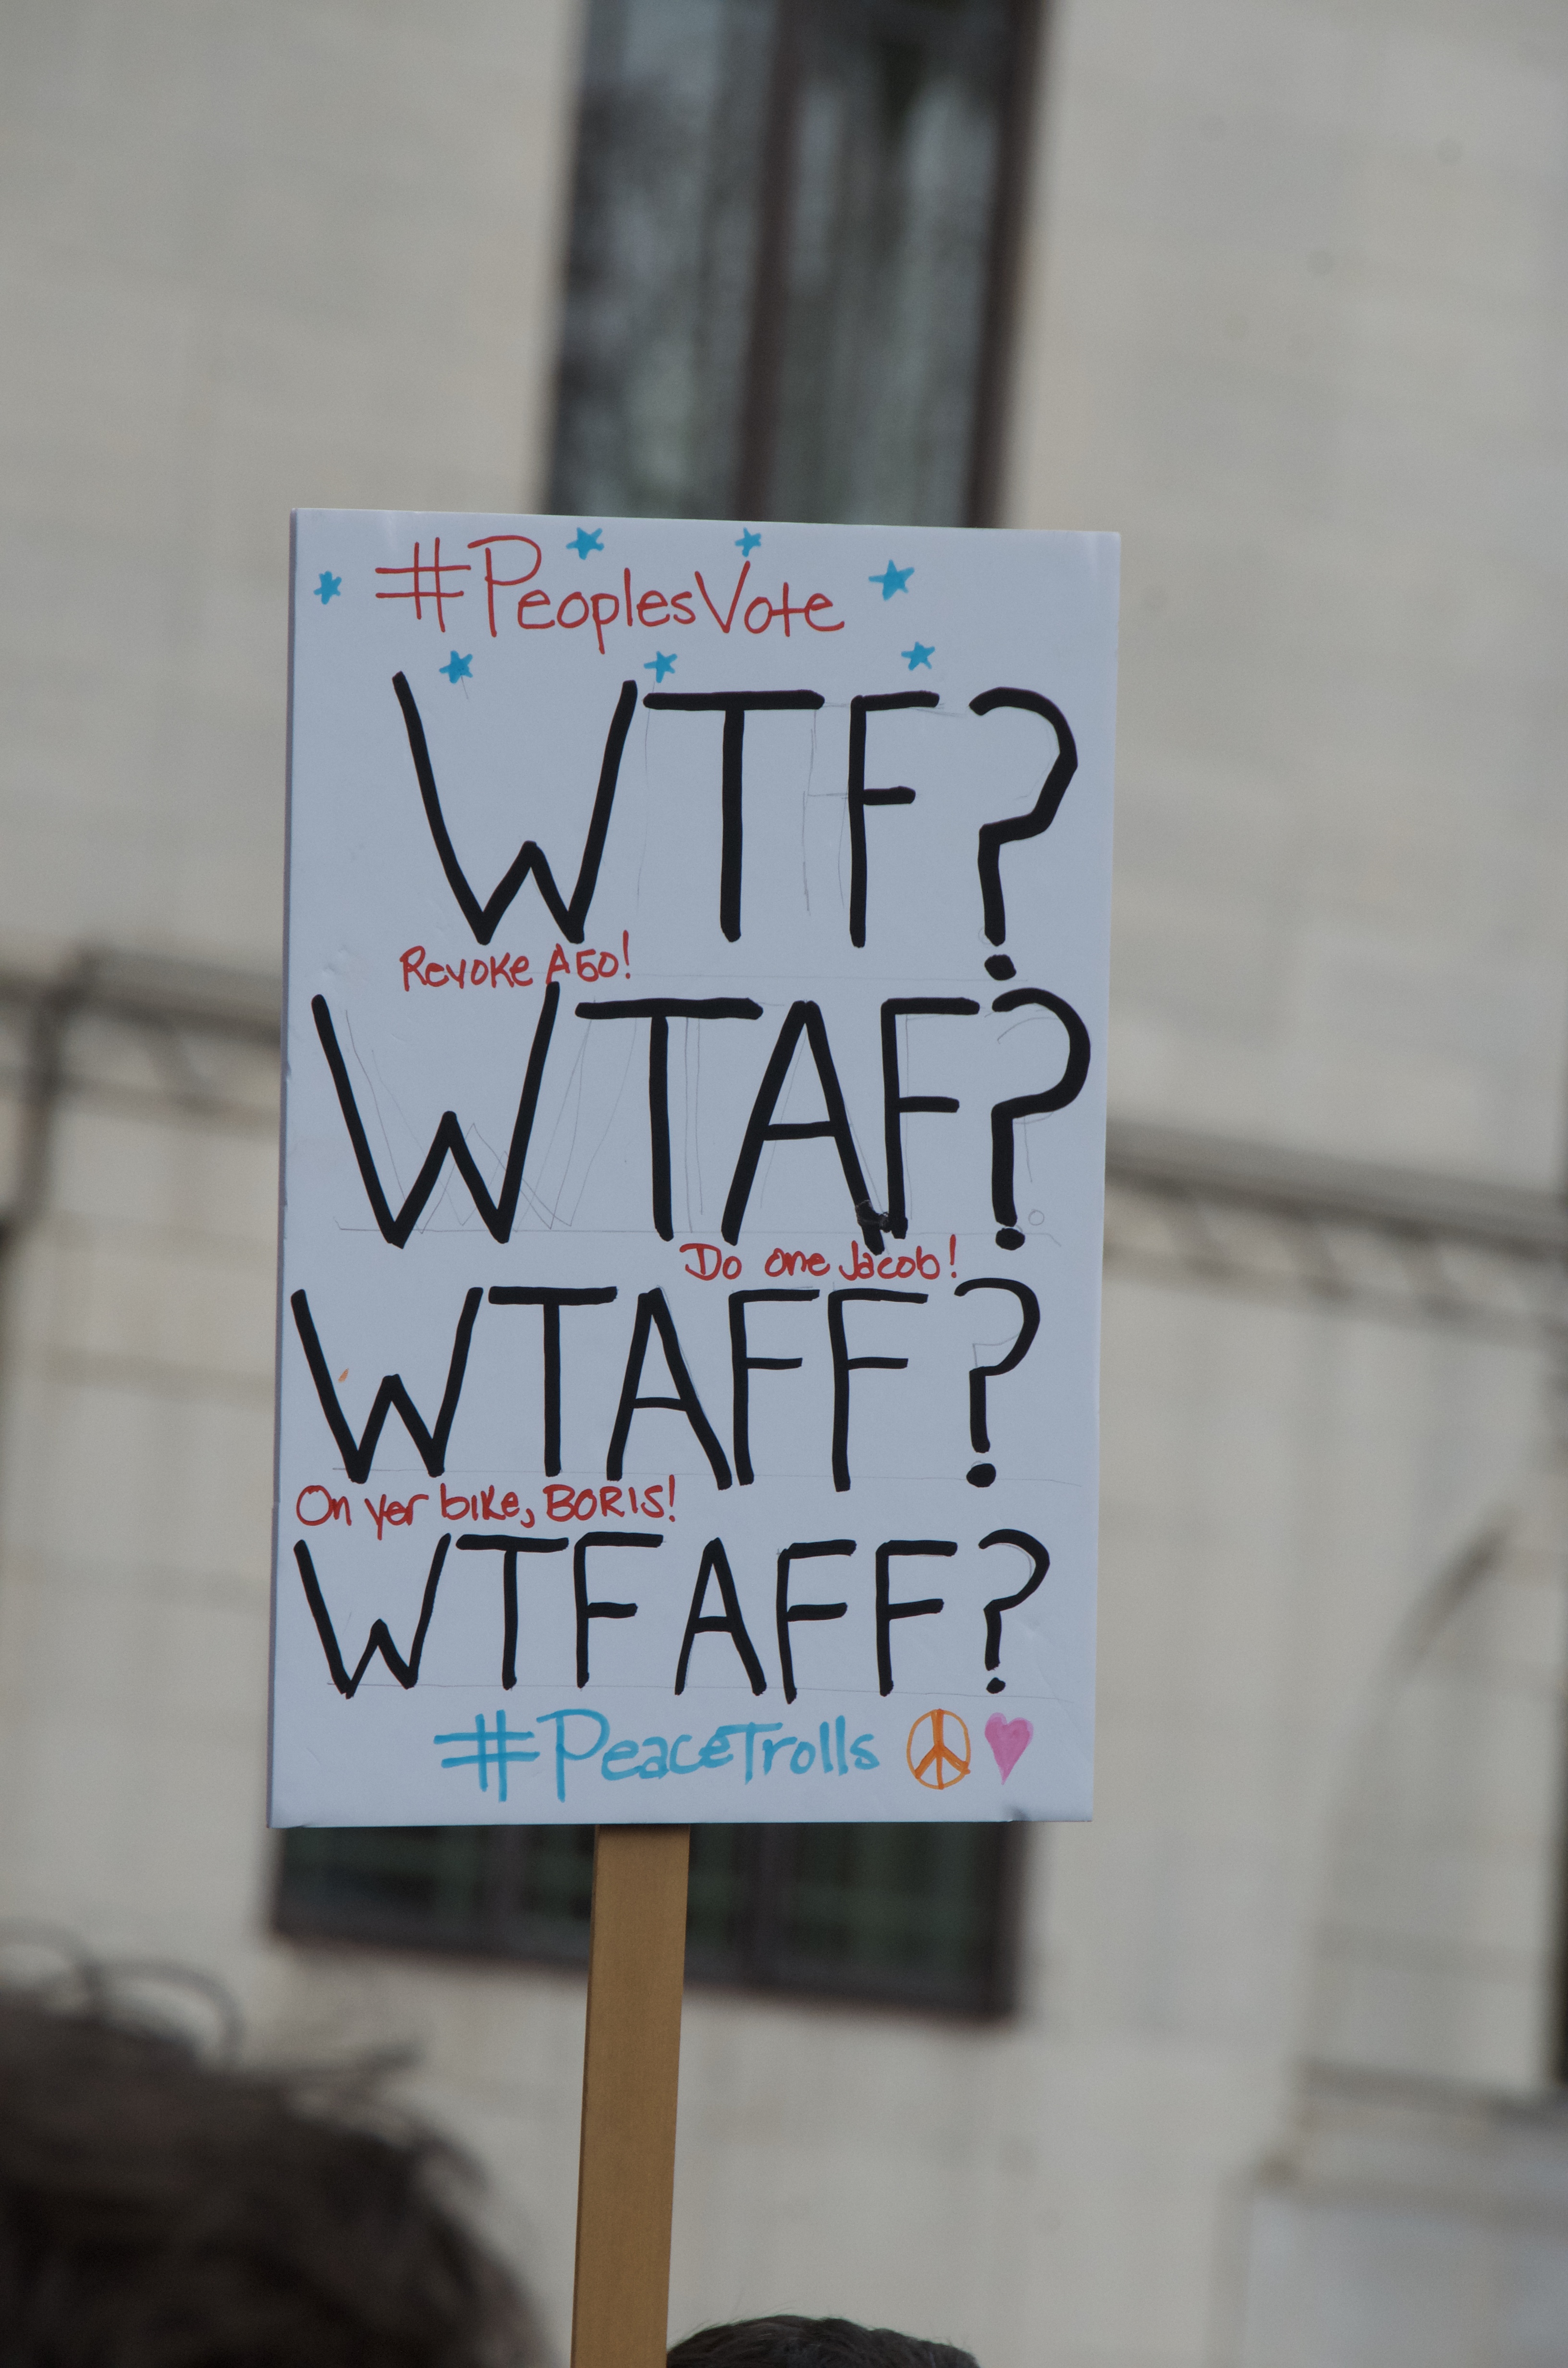 #PeoplesVote
WTF?
Revoke A50!
WTAF?
Do one Jacob!
WTAFF?
On yer bike, BORIS!
WTFAFF?
#PeaceTrolls